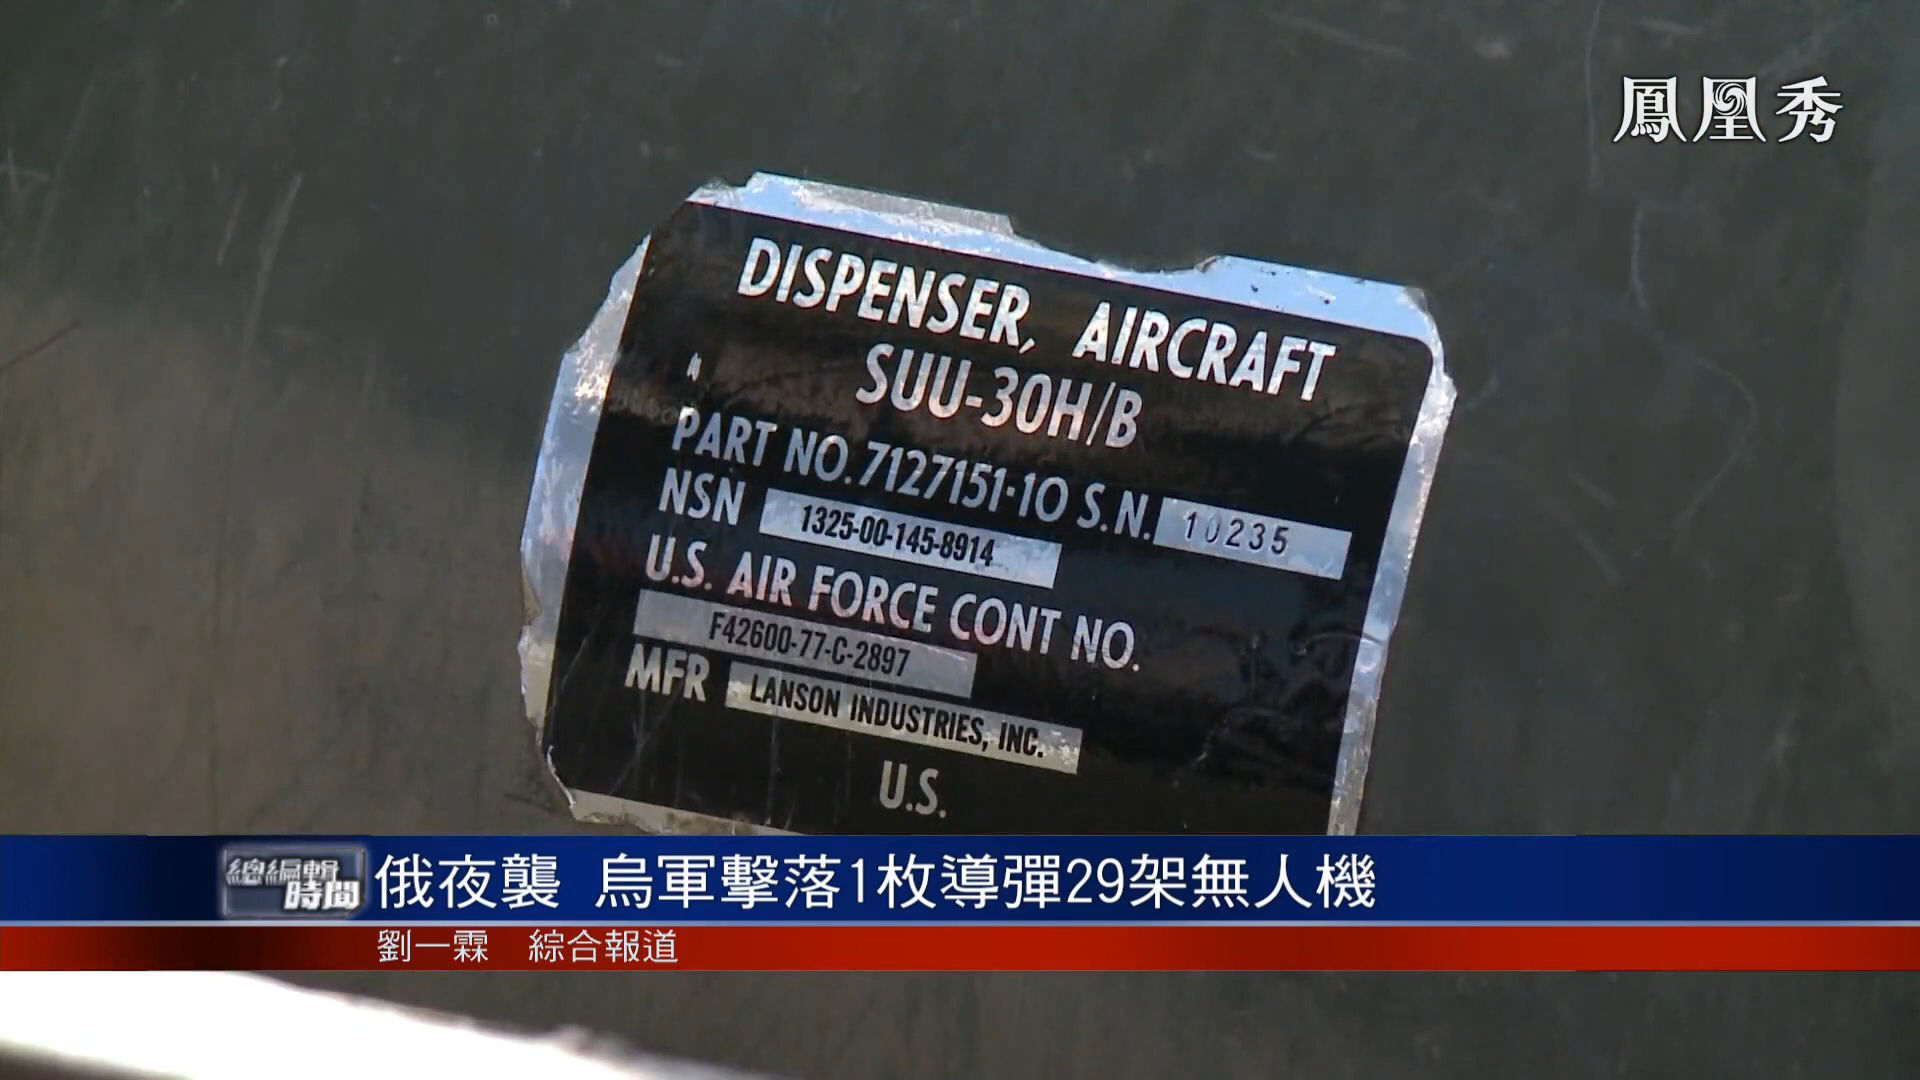 鳳凰秀
DISPENSER, AIRCRAFT
SUU-30H/B
PART NO. 7127151-10 S.N. 10235
NSN 1325-00-145-8914
U.S. AIR FORCE CONT NO.
F42600-77-C-2897
MFR LANSON INDUSTRIES, INC.
U.S.
總編輯時間
俄夜襲 烏軍擊落1枚導彈29架無人機
劉一霖 綜合報道